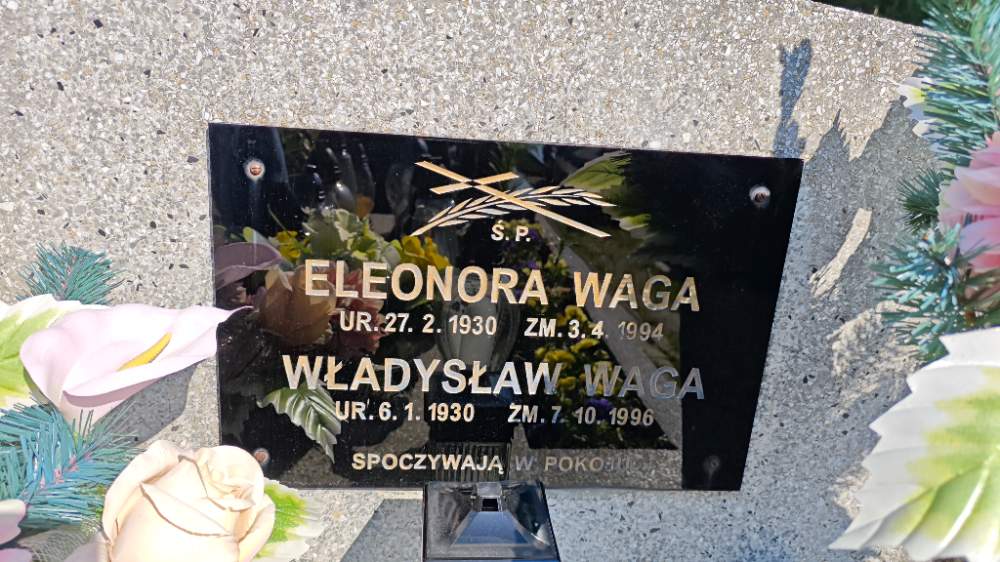 Ś. P.
ELEONORA WAGA
UR. 27. 2. 1930 ZM. 3. 4. 1994
WŁADYSŁAW WAGA
UR. 6. 1. 1930 ZM. 7. 10. 1996
SPOCZYWAJĄ W POKOJU